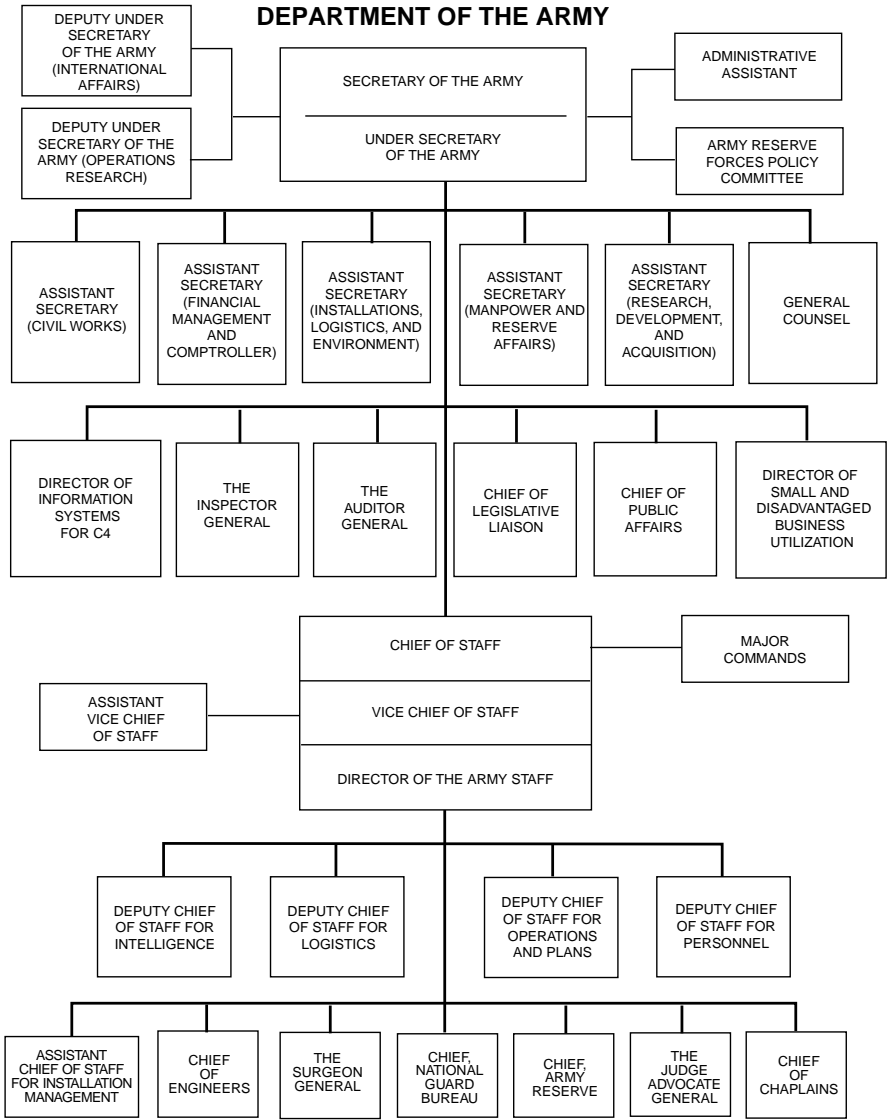 DEPARTMENT OF THE ARMY
DEPUTY UNDER
SECRETARY
OF THE ARMY
(INTERNATIONAL
AFFAIRS)
DEPUTY UNDER
SECRETARY OF THE
ARMY (OPERATIONS
RESEARCH)
SECRETARY OF THE ARMY
UNDER SECRETARY
OF THE ARMY
ADMINISTRATIVE
ASSISTANT
ARMY RESERVE
FORCES POLICY
COMMITTEE
ASSISTANT
SECRETARY
(CIVIL WORKS)
ASSISTANT
SECRETARY
(FINANCIAL
MANAGEMENT
AND
COMPTROLLER)
ASSISTANT
SECRETARY
(INSTALLATIONS,
LOGISTICS, AND
ENVIRONMENT)
ASSISTANT
SECRETARY
(MANPOWER AND
RESERVE
AFFAIRS)
ASSISTANT
SECRETARY
(RESEARCH,
DEVELOPMENT,
AND
ACQUISITION)
GENERAL
COUNSEL
DIRECTOR OF
INFORMATION
SYSTEMS
FOR C4
THE
INSPECTOR
GENERAL
THE
AUDITOR
GENERAL
CHIEF OF
LEGISLATIVE
LIAISON
CHIEF OF
PUBLIC
AFFAIRS
DIRECTOR OF
SMALL AND
DISADVANTAGED
BUSINESS
UTILIZATION
CHIEF OF STAFF
VICE CHIEF OF STAFF
DIRECTOR OF THE ARMY STAFF
MAJOR
COMMANDS
ASSISTANT
VICE CHIEF
OF STAFF
DEPUTY CHIEF
OF STAFF FOR
INTELLIGENCE
DEPUTY CHIEF
OF STAFF FOR
LOGISTICS
DEPUTY CHIEF
OF STAFF FOR
OPERATIONS
AND PLANS
DEPUTY CHIEF
OF STAFF FOR
PERSONNEL
ASSISTANT
CHIEF OF STAFF
FOR INSTALLATION
MANAGEMENT
CHIEF
OF
ENGINEERS
THE
SURGEON
GENERAL
CHIEF,
NATIONAL
GUARD
BUREAU
CHIEF,
ARMY
RESERVE
THE
JUDGE
ADVOCATE
GENERAL
CHIEF
OF
CHAPLAINS